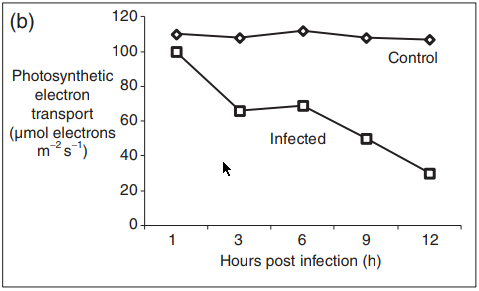 (b)
Photosynthetic
electron
transport
(µmol electrons
m⁻² s⁻¹)
120
100
80
60
40
20
0
Control
Infected
1 3 6 9 12
Hours post infection (h)